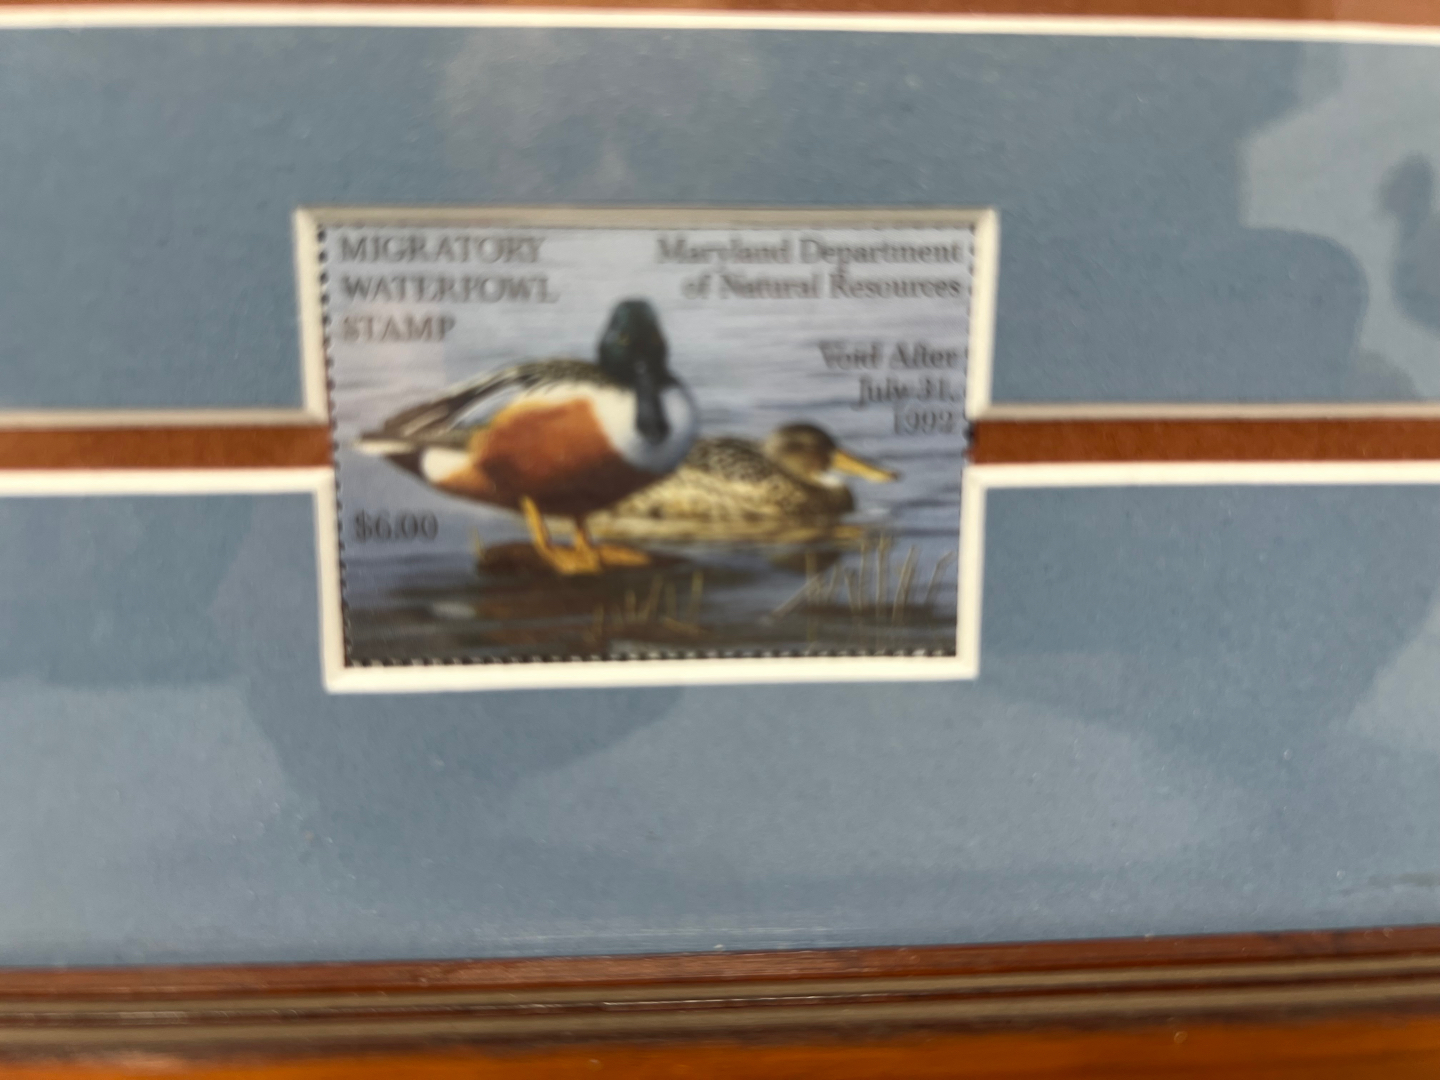 MIGRATORY
WATERFOWL
STAMP
Maryland Department
of Natural Resources
Void After
July 31,
1992
$6.00